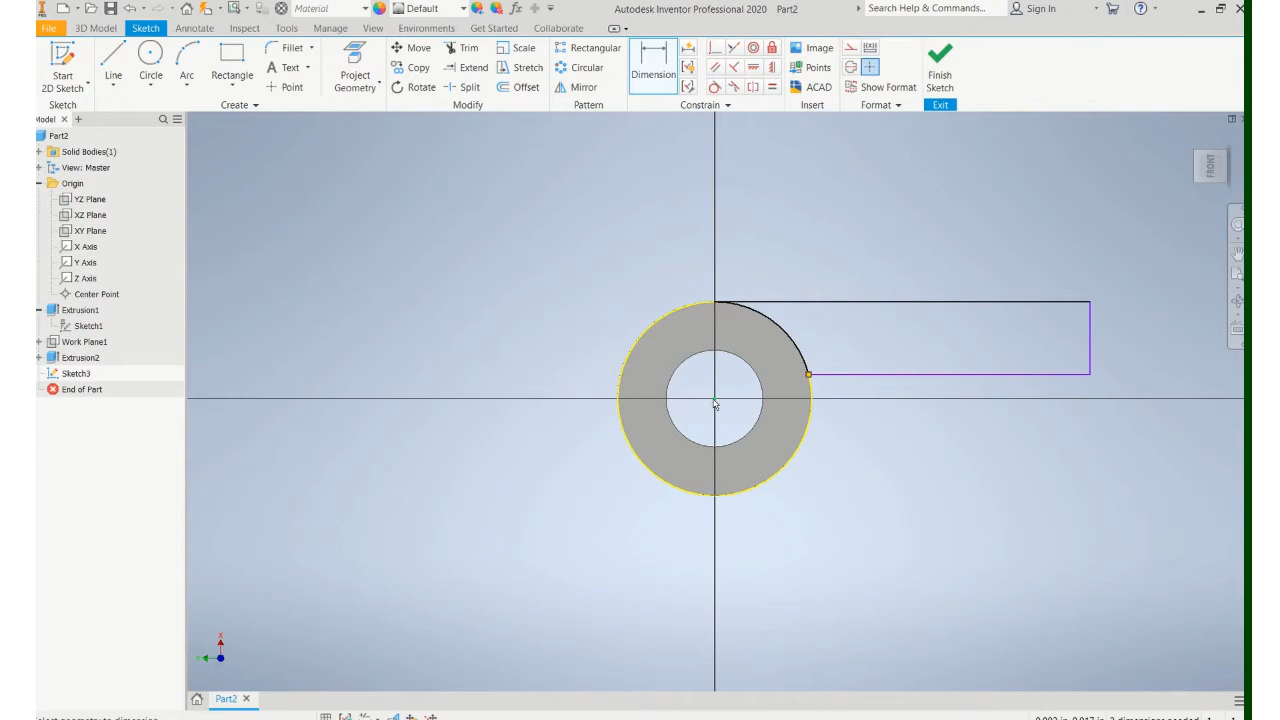 PRO
Material
Default
fx
Autodesk Inventor Professional 2020 Part2
Search Help & Commands...
Sign In
File 3D Model Sketch Annotate Inspect Tools Manage View Environments Get Started Collaborate
Start
2D Sketch
Line
Circle
Arc
Rectangle
Fillet
Text
Point
Project
Geometry
Move
Copy
Rotate
Trim
Extend
Split
Scale
Stretch
Offset
Rectangular
Circular
Mirror
Dimension
Image
Points
ACAD
Show Format
Finish
Sketch
Sketch Create Modify Pattern Constrain Insert Format Exit
Model
Part2
Solid Bodies(1)
View: Master
Origin
YZ Plane
XZ Plane
XY Plane
X Axis
Y Axis
Z Axis
Center Point
Extrusion1
Sketch1
Work Plane1
Extrusion2
Sketch3
End of Part
FRONT
X
Part2